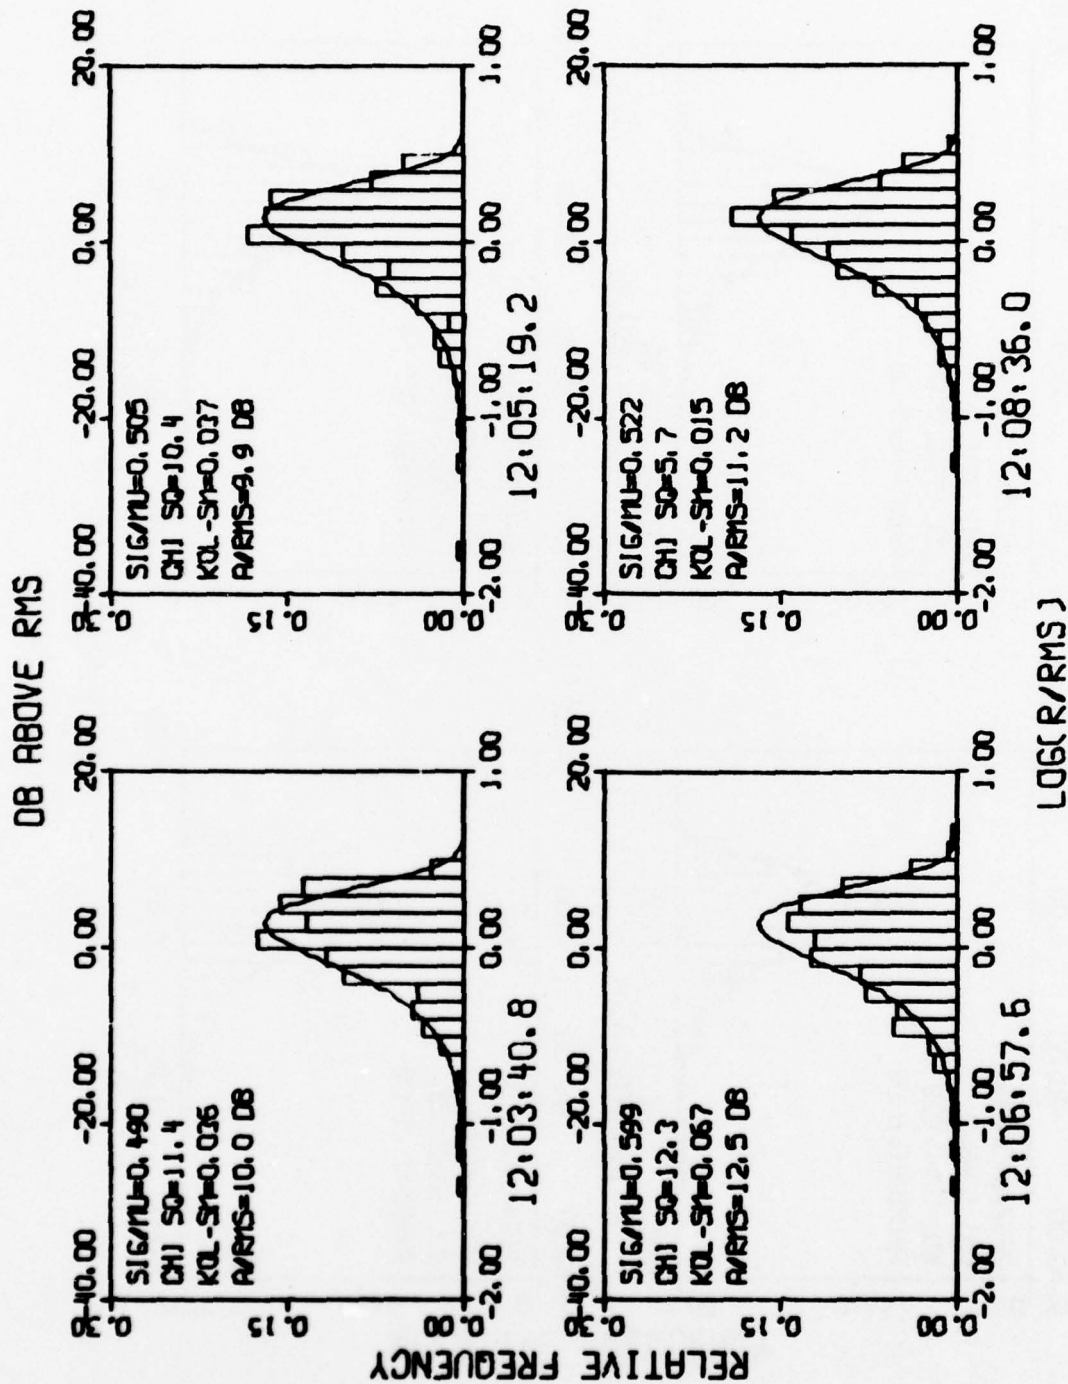 DB ABOVE RMS
-40.00 -20.00 0.00 20.00
-40.00 -20.00 0.00 20.00
0.30
0.15
0.00
SIG/MU=0.490
CHI SQ=11.4
KOL-SM=0.036
A/RMS=10.0 DB
-2.00 -1.00 0.00 1.00
12:03:40.8
0.30
0.15
0.00
SIG/MU=0.505
CHI SQ=10.4
KOL-SM=0.037
A/RMS=9.9 DB
-2.00 -1.00 0.00 1.00
12:05:19.2
RELATIVE FREQUENCY
-40.00 -20.00 0.00 20.00
0.30
0.15
0.00
SIG/MU=0.599
CHI SQ=12.3
KOL-SM=0.067
A/RMS=12.5 DB
-2.00 -1.00 0.00 1.00
12:06:57.6
-40.00 -20.00 0.00 20.00
0.30
0.15
0.00
SIG/MU=0.522
CHI SQ=5.7
KOL-SM=0.015
A/RMS=11.2 DB
-2.00 -1.00 0.00 1.00
12:08:36.0
LOG(R/RMS)